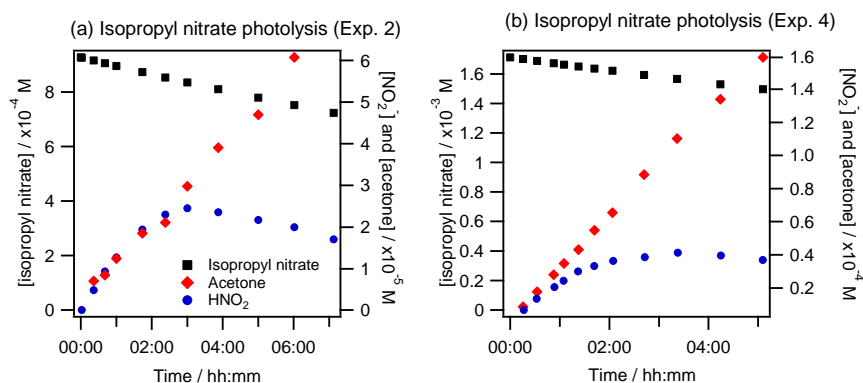 (a) Isopropyl nitrate photolysis (Exp. 2)
[isopropyl nitrate] / x10⁻⁴ M
8
6
4
2
0
Isopropyl nitrate
Acetone
HNO₂
6
5
4
3
2
1
0
[NO₂⁻] and [acetone] / x10⁻⁵ M
00:00 02:00 04:00 06:00
Time / hh:mm
(b) Isopropyl nitrate photolysis (Exp. 4)
[isopropyl nitrate] / x10⁻³ M
1.6
1.4
1.2
1
0.8
0.6
0.4
0.2
0
1.6
1.4
1.2
1.0
0.8
0.6
0.4
0.2
[NO₂⁻] and [acetone] / x10⁻⁴ M
00:00 02:00 04:00
Time / hh:mm